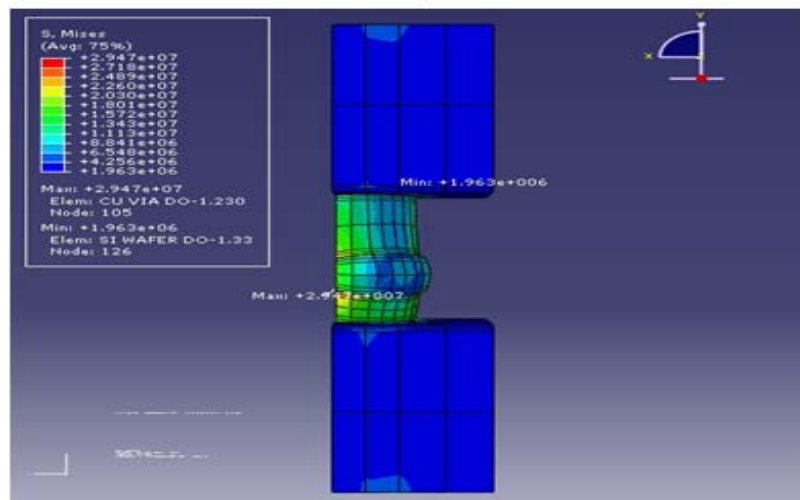 S, Mises
(Avg: 75%)
+2.947e+07
+2.718e+07
+2.489e+07
+2.260e+07
+2.030e+07
+1.801e+07
+1.572e+07
+1.343e+07
+1.113e+07
+8.841e+06
+6.548e+06
+4.256e+06
+1.963e+06
Max: +2.947e+07
Elem: CU VIA DO-1.230
Node: 105
Min: +1.963e+06
Elem: SI WAFER DO-1.33
Node: 126
Y
X
Min: +1.963e+006
Max: +2.947e+007